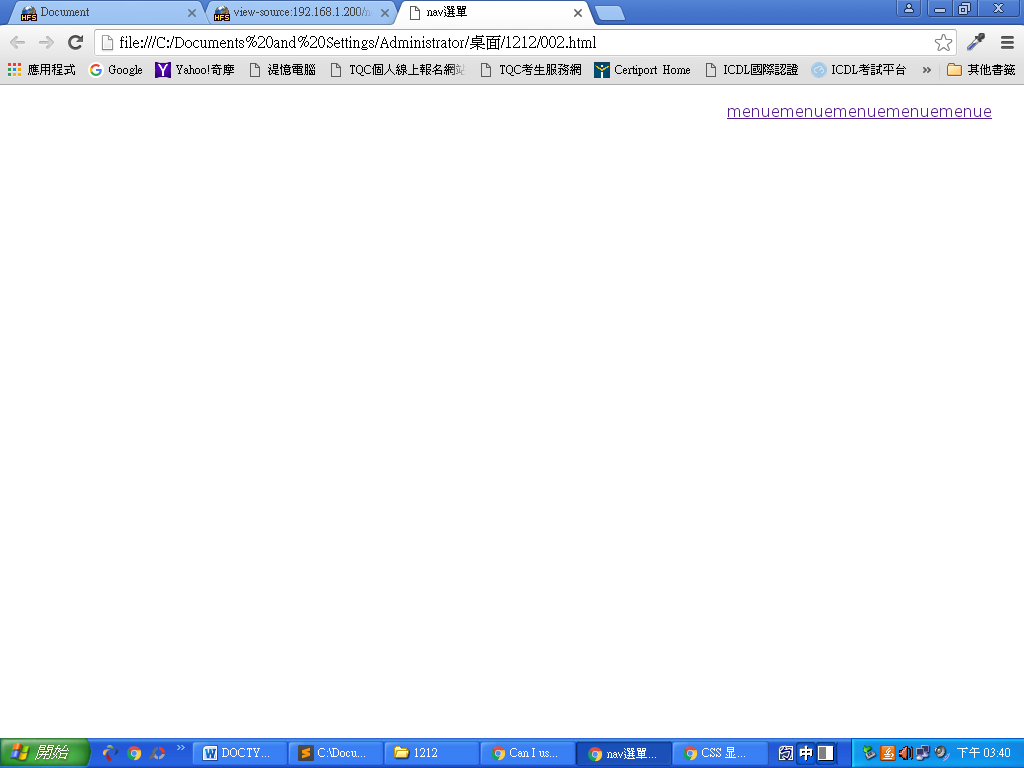 Document
view-source:192.168.1.200/n
nav選單
file:///C:/Documents%20and%20Settings/Administrator/桌面/1212/002.html
應用程式 Google Yahoo!奇摩 湜憶電腦 TQC個人線上報名網站 TQC考生服務網 Certiport Home ICDL國際認證 ICDL考試平台 » 其他書籤
menuemenuemenuemenuemenue
開始 » DOCTY... C:\Docu... 1212 Can I us... nav選單... CSS 显... 中 下午 03:40